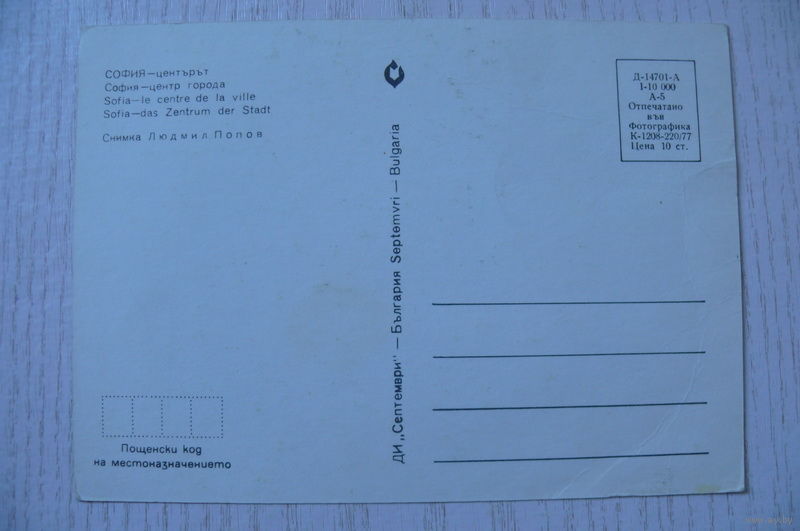 СОФИЯ—центърът
София—центр города
Sofia—le centre de la ville
Sofia—das Zentrum der Stadt
Снимка Людмил Попов
Д-14701-А
1-10 000
А-5
Отпечатано
във
Фотографика
К-1208-220/77
Цена 10 ст.
ДИ „Септември" — България Septemvri — Bulgaria
Пощенски код
на местоназначението